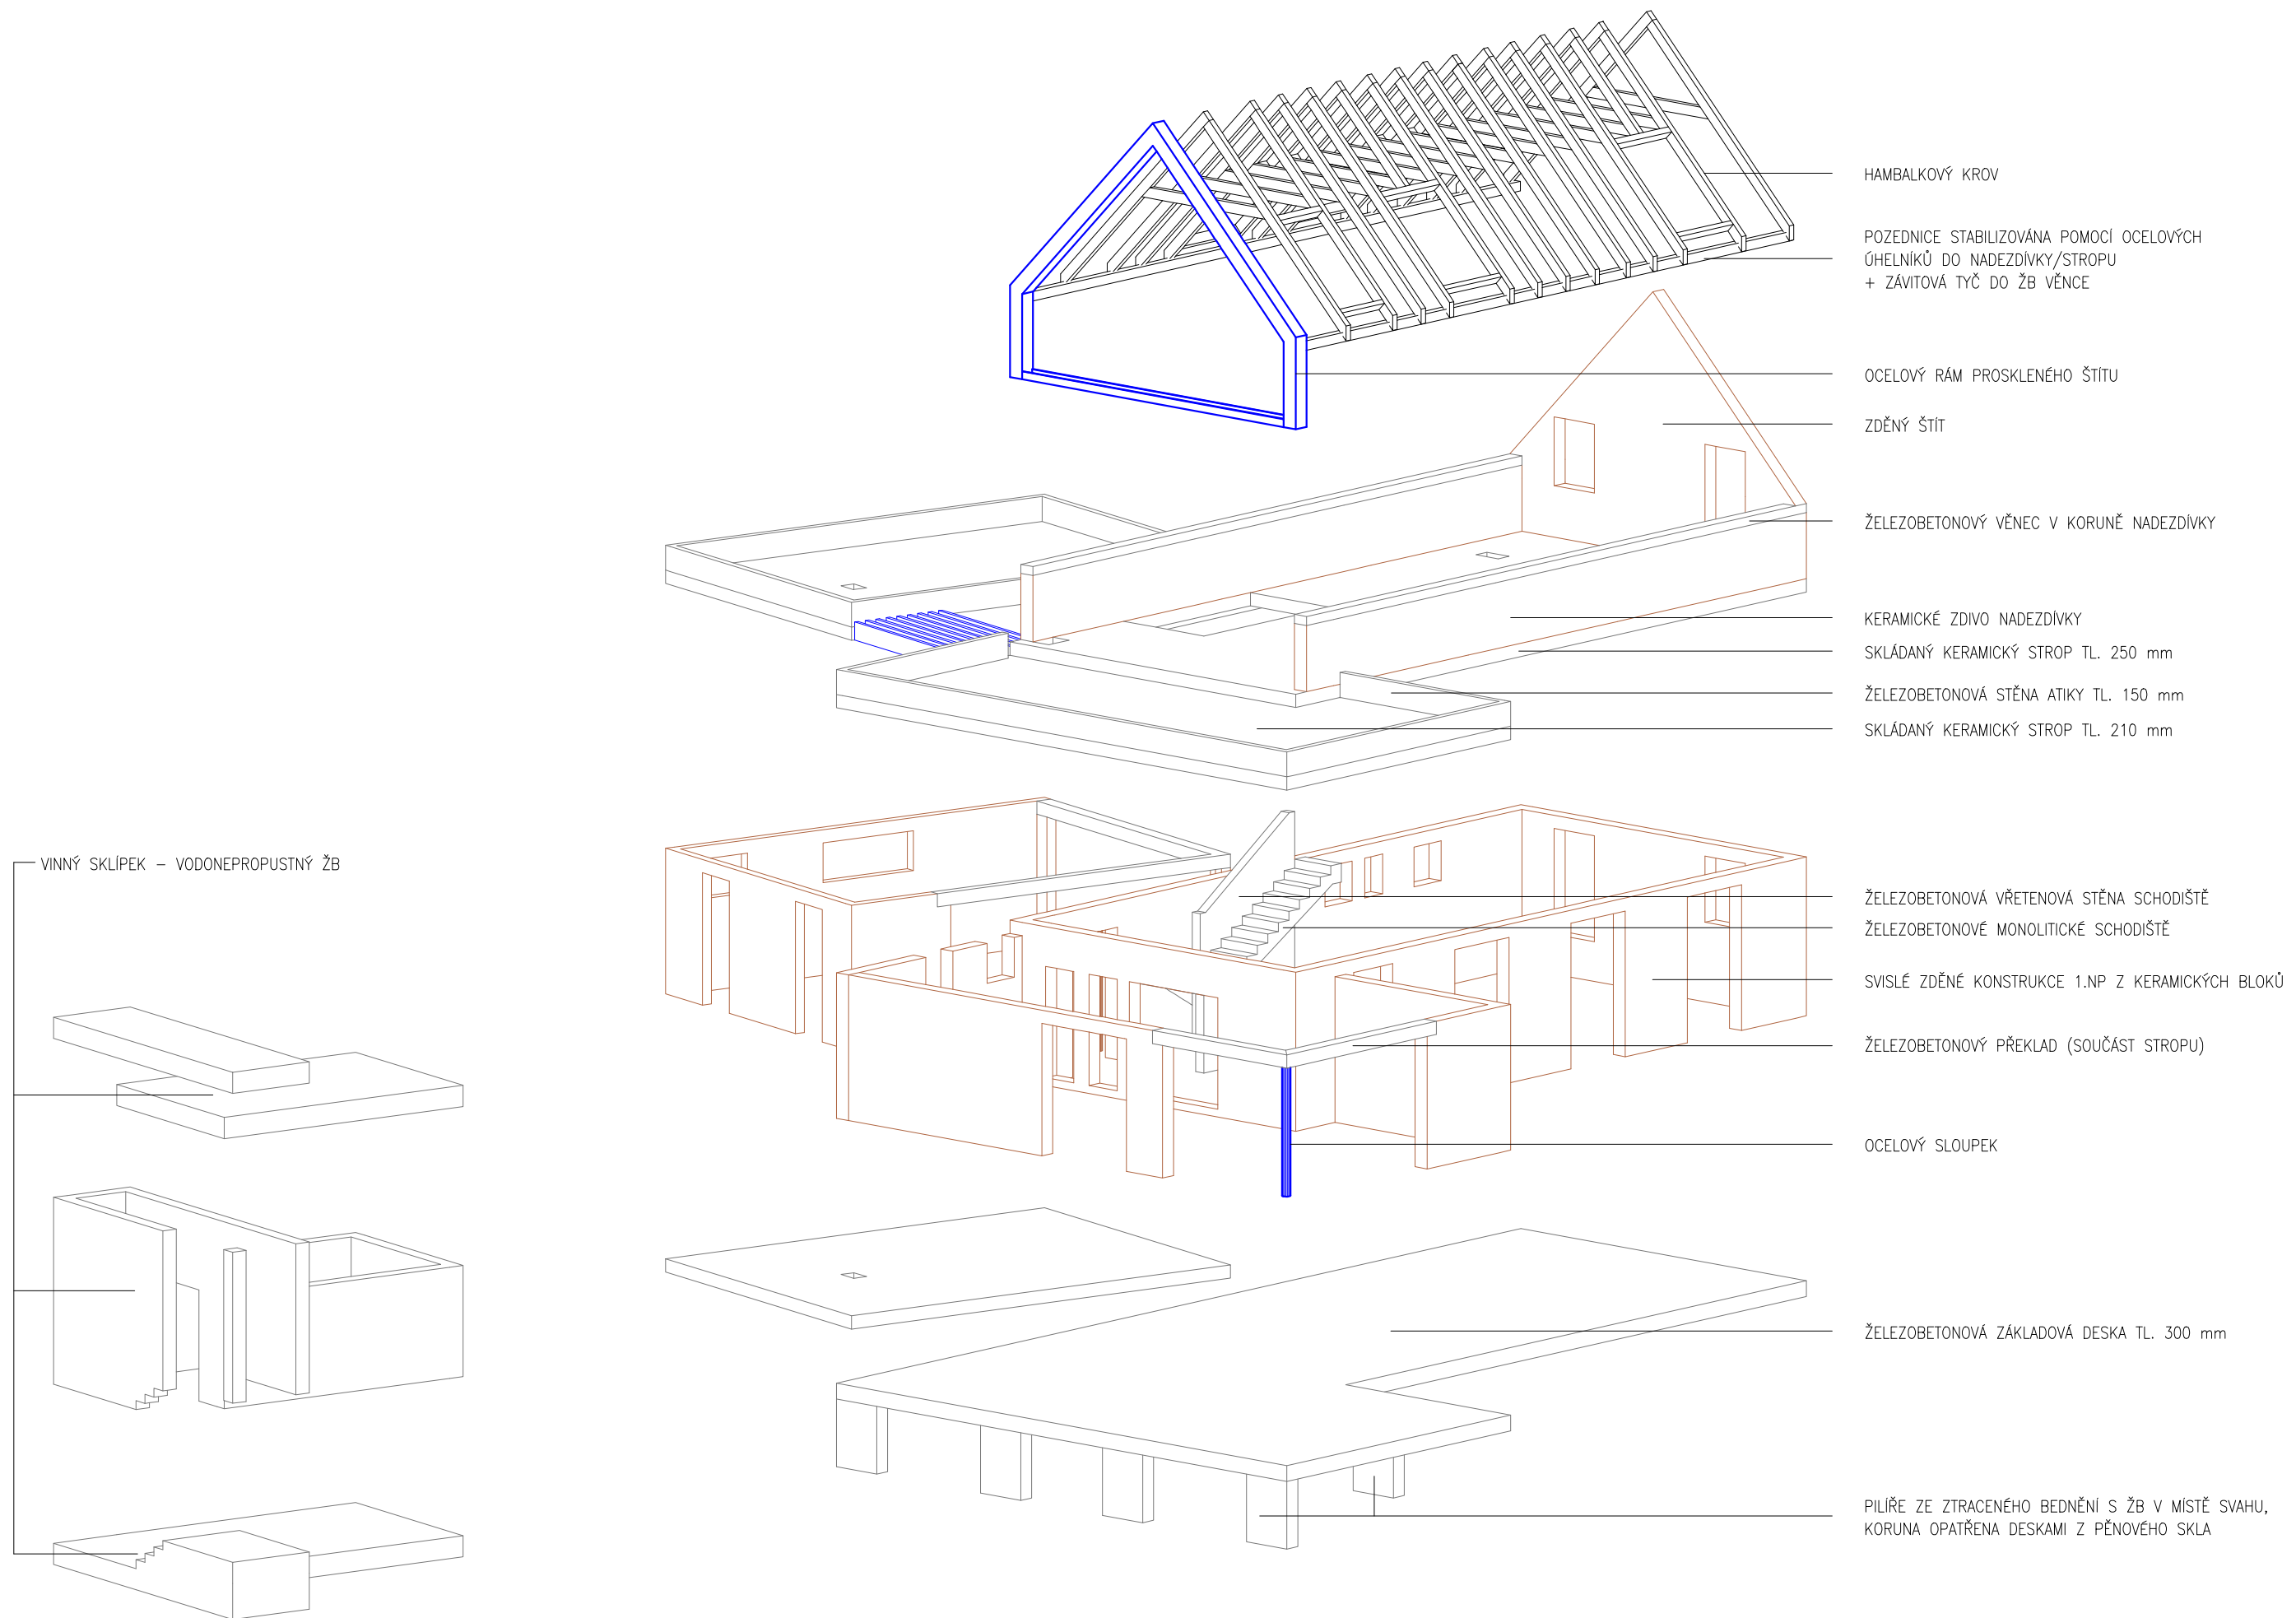 HAMBALKOVÝ KROV
POZEDNICE STABILIZOVÁNA POMOCÍ OCELOVÝCH
ÚHELNÍKŮ DO NADEZDÍVKY/STROPU
+ ZÁVITOVÁ TYČ DO ŽB VĚNCE
OCELOVÝ RÁM PROSKLENÉHO ŠTÍTU
ZDĚNÝ ŠTÍT
ŽELEZOBETONOVÝ VĚNEC V KORUNĚ NADEZDÍVKY
KERAMICKÉ ZDIVO NADEZDÍVKY
SKLÁDANÝ KERAMICKÝ STROP TL. 250 mm
ŽELEZOBETONOVÁ STĚNA ATIKY TL. 150 mm
SKLÁDANÝ KERAMICKÝ STROP TL. 210 mm
VINNÝ SKLÍPEK – VODONEPROPUSTNÝ ŽB
ŽELEZOBETONOVÁ VŘETENOVÁ STĚNA SCHODIŠTĚ
ŽELEZOBETONOVÉ MONOLITICKÉ SCHODIŠTĚ
SVISLÉ ZDĚNÉ KONSTRUKCE 1.NP Z KERAMICKÝCH BLOKŮ
ŽELEZOBETONOVÝ PŘEKLAD (SOUČÁST STROPU)
OCELOVÝ SLOUPEK
ŽELEZOBETONOVÁ ZÁKLADOVÁ DESKA TL. 300 mm
PILÍŘE ZE ZTRACENÉHO BEDNĚNÍ S ŽB V MÍSTĚ SVAHU,
KORUNA OPATŘENA DESKAMI Z PĚNOVÉHO SKLA